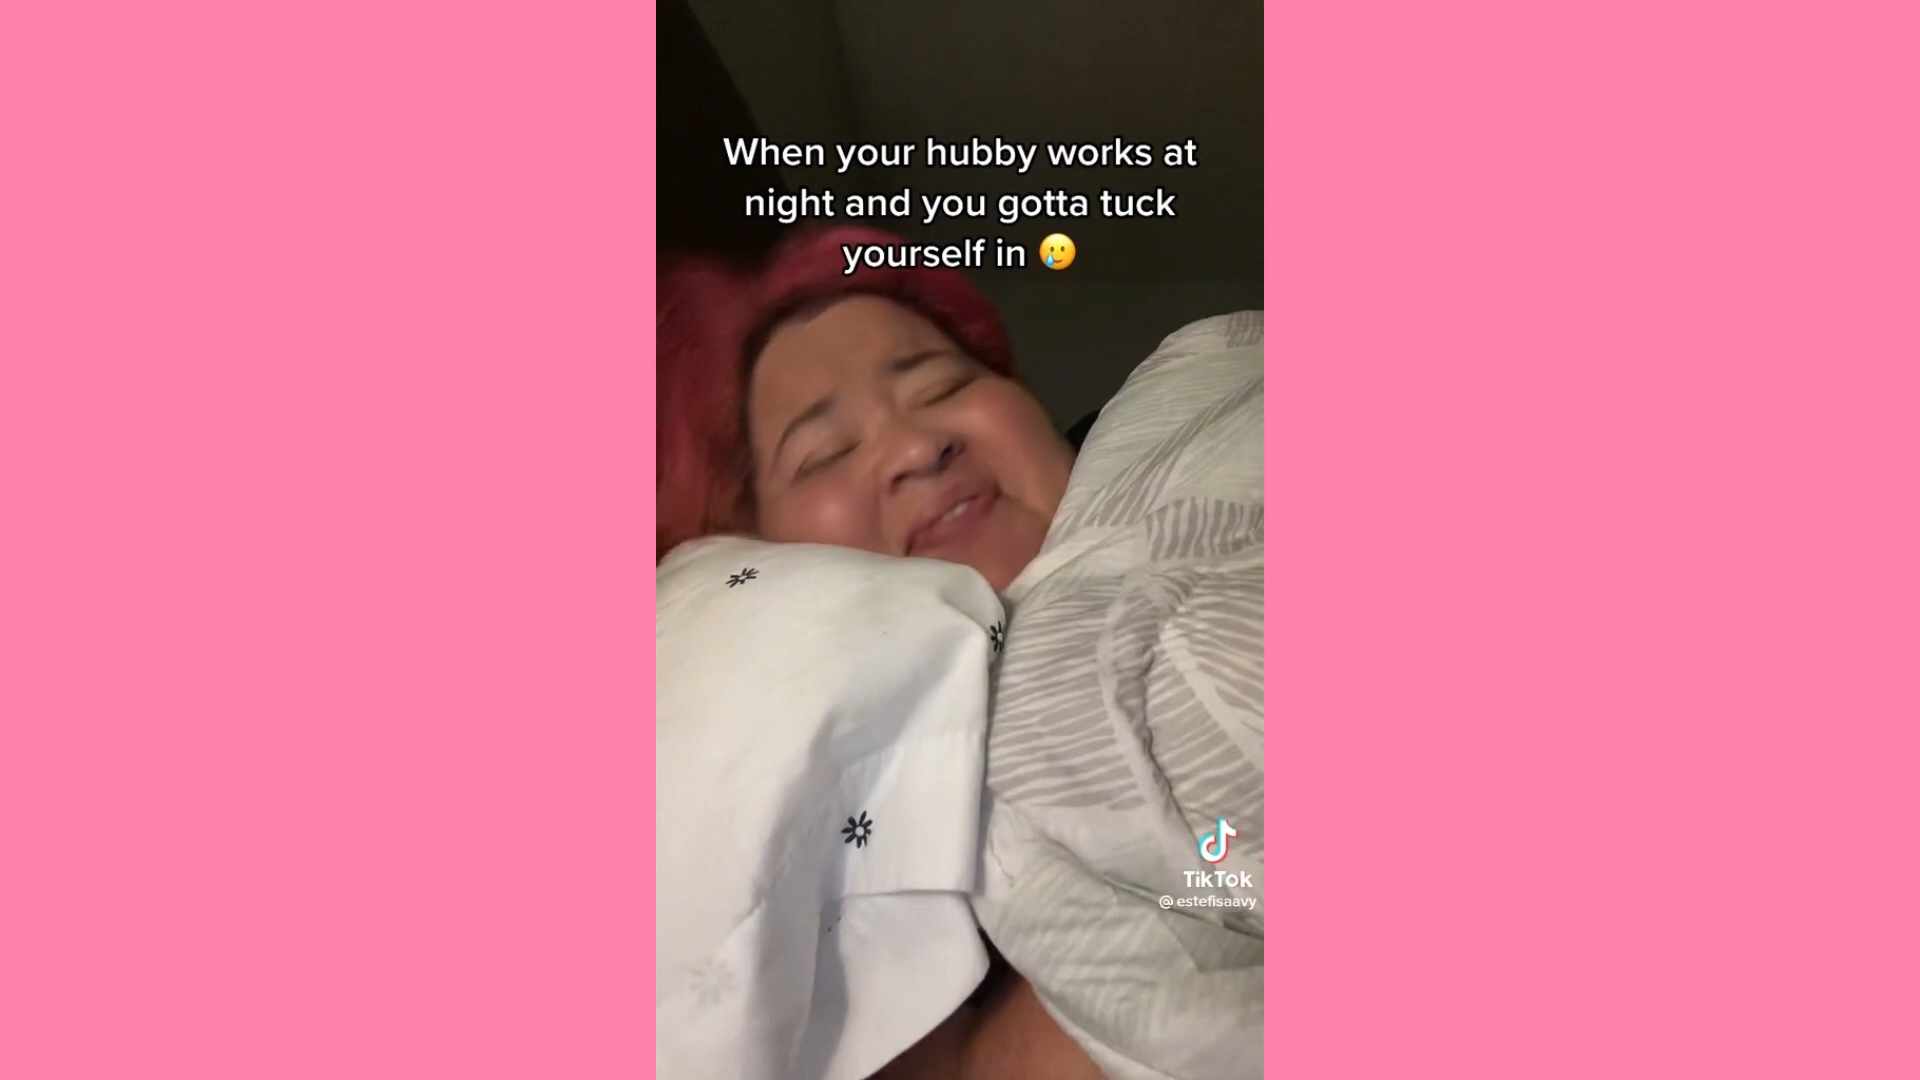 When your hubby works at
night and you gotta tuck
yourself in 🥲
TikTok
@estefisaavy